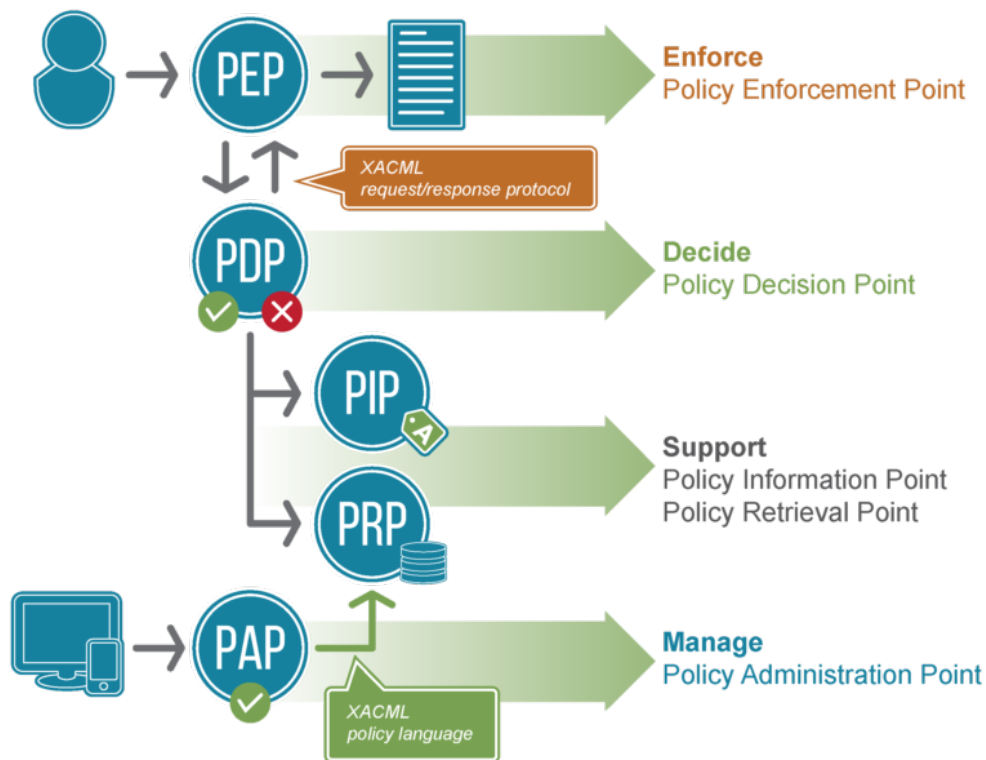 PEP
Enforce
Policy Enforcement Point
XACML
request/response protocol
PDP
Decide
Policy Decision Point
PIP
A
Support
Policy Information Point
Policy Retrieval Point
PRP
PAP
Manage
Policy Administration Point
XACML
policy language